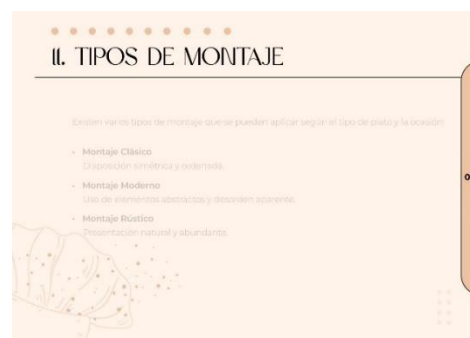 11. TIPOS DE MONTAJE
Existen varios tipos de montaje que se pueden aplicar según el tipo de plato y la ocasión:
• Montaje Clásico
Disposición simétrica y ordenada.
• Montaje Moderno
Uso de elementos abstractos y desorden aparente.
• Montaje Rústico
Presentación natural y abundante.